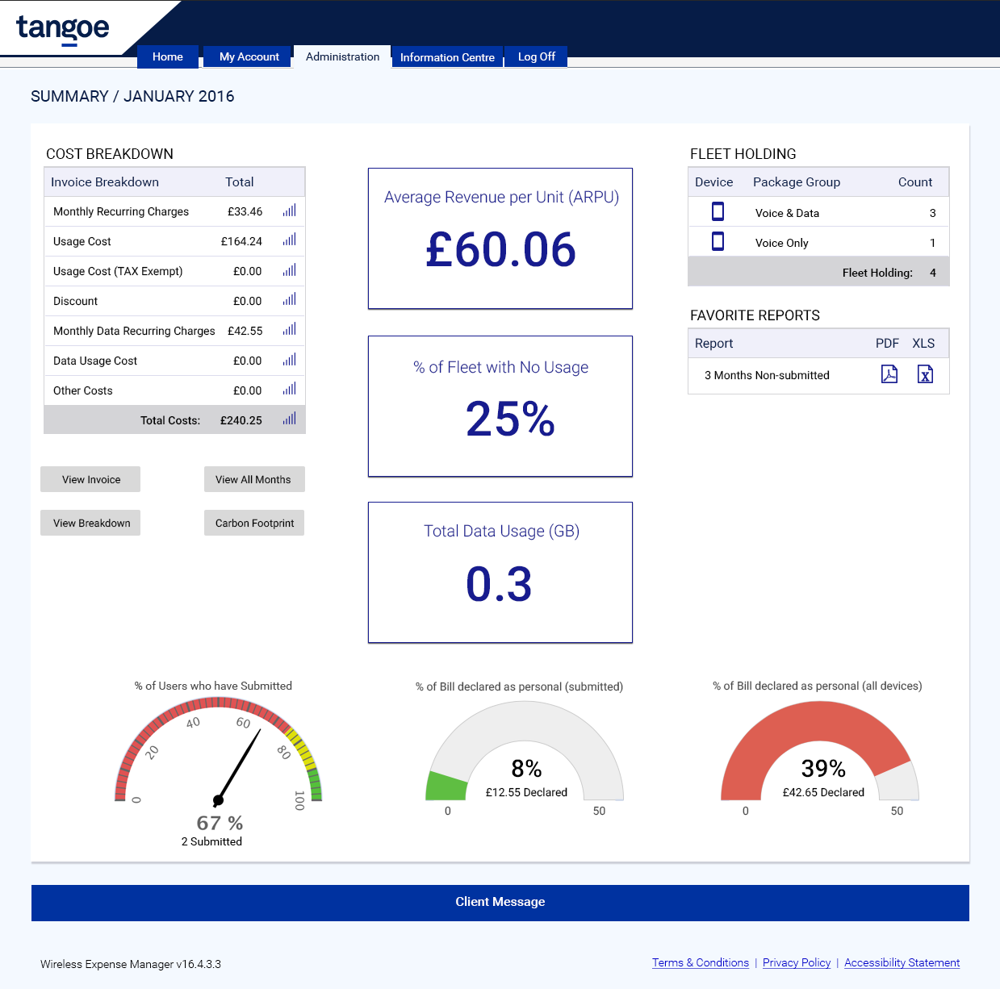 tangoe
Home
My Account
Administration
Information Centre
Log Off
SUMMARY / JANUARY 2016
COST BREAKDOWN
Invoice Breakdown Total
Monthly Recurring Charges £33.46
Usage Cost £164.24
Usage Cost (TAX Exempt) £0.00
Discount £0.00
Monthly Data Recurring Charges £42.55
Data Usage Cost £0.00
Other Costs £0.00
Total Costs: £240.25
View Invoice
View All Months
View Breakdown
Carbon Footprint
Average Revenue per Unit (ARPU)
£60.06
% of Fleet with No Usage
25%
Total Data Usage (GB)
0.3
FLEET HOLDING
Device Package Group Count
Voice & Data 3
Voice Only 1
Fleet Holding: 4
FAVORITE REPORTS
Report PDF XLS
3 Months Non-submitted
% of Users who have Submitted
0
20
40
60
80
100
67 %
2 Submitted
% of Bill declared as personal (submitted)
8%
£12.55 Declared
0 50
% of Bill declared as personal (all devices)
39%
£42.65 Declared
0 50
Client Message
Wireless Expense Manager v16.4.3.3
Terms & Conditions | Privacy Policy | Accessibility Statement